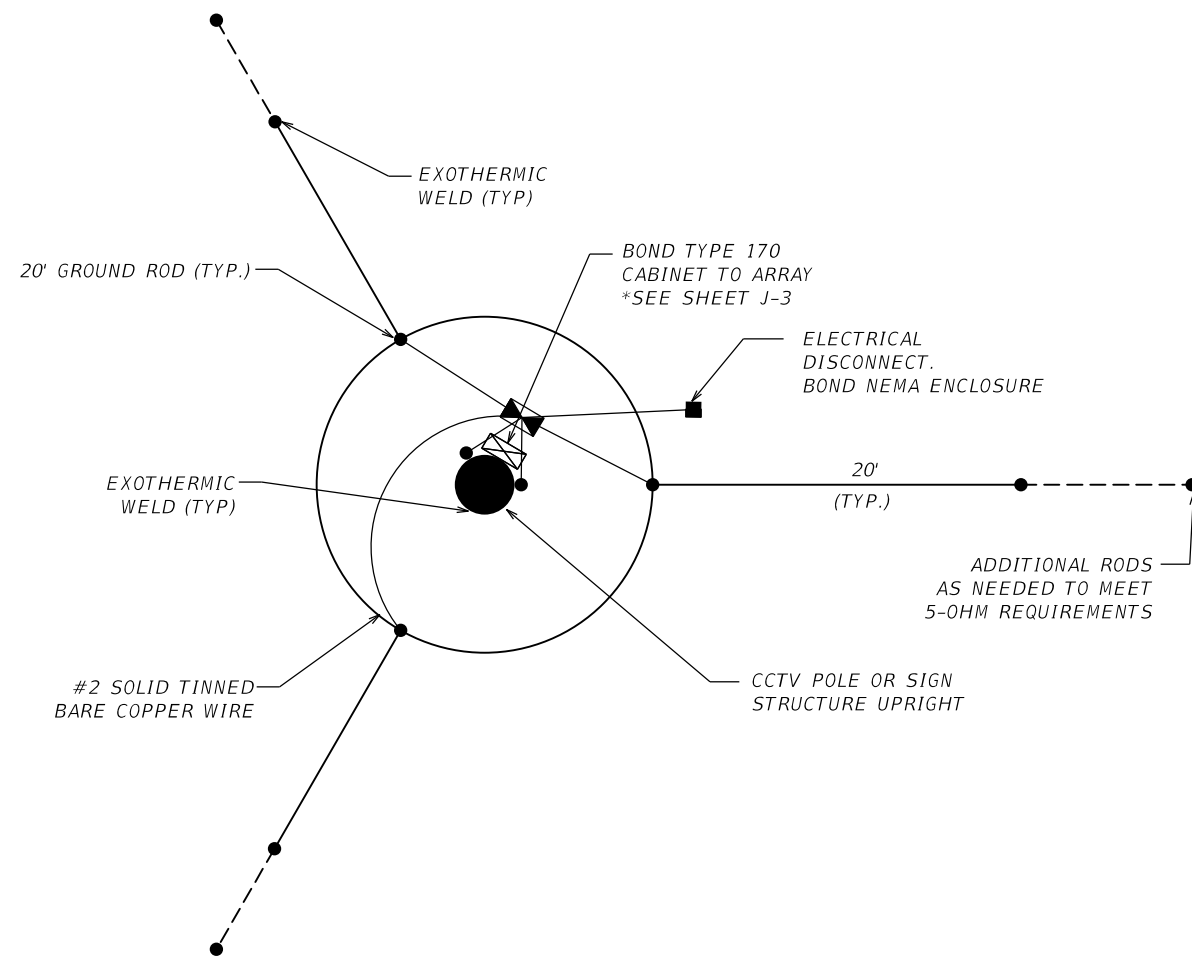 EXOTHERMIC
WELD (TYP)
BOND TYPE 170
CABINET TO ARRAY
*SEE SHEET J-3
20' GROUND ROD (TYP.)
ELECTRICAL
DISCONNECT.
BOND NEMA ENCLOSURE
EXOTHERMIC
WELD (TYP)
20'
(TYP.)
ADDITIONAL RODS
AS NEEDED TO MEET
5-OHM REQUIREMENTS
#2 SOLID TINNED
BARE COPPER WIRE
CCTV POLE OR SIGN
STRUCTURE UPRIGHT